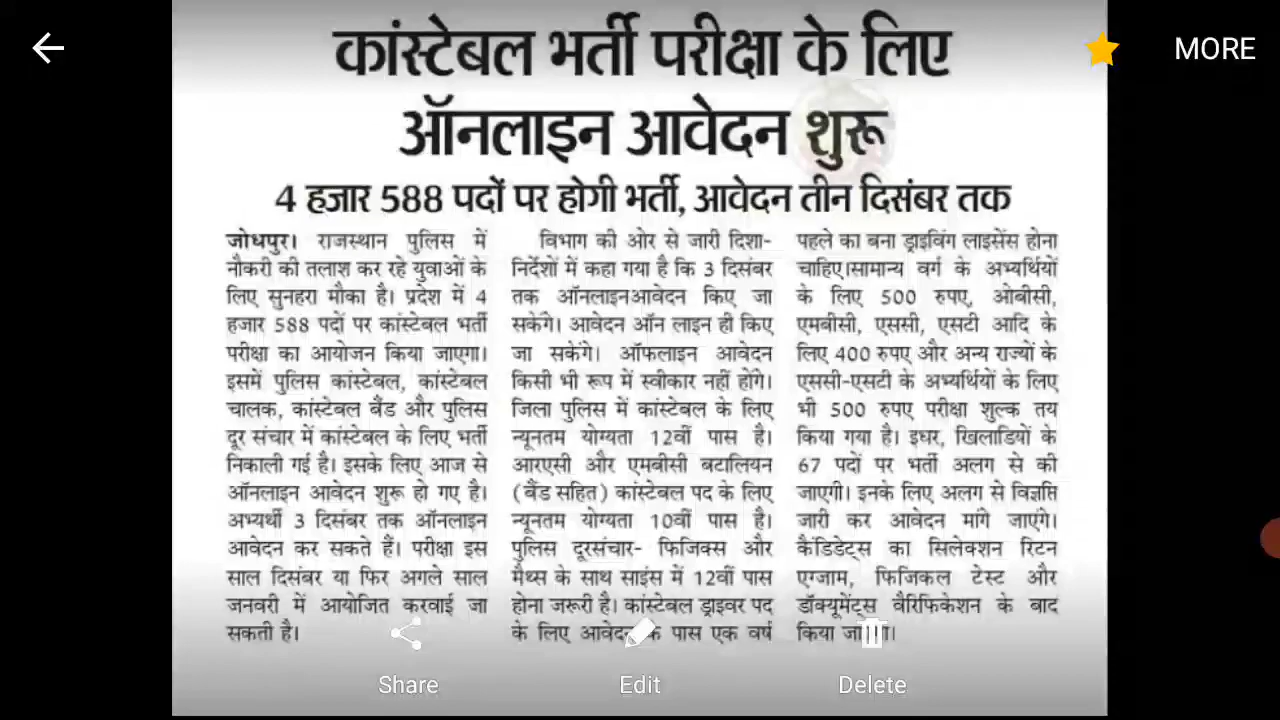 MORE
कांस्टेबल भर्ती परीक्षा के लिए
ऑनलाइन आवेदन शुरू
4 हजार 588 पदों पर होगी भर्ती, आवेदन तीन दिसंबर तक
जोधपुर। राजस्थान पुलिस में
नौकरी की तलाश कर रहे युवाओं के
लिए सुनहरा मौका है। प्रदेश में 4
हजार 588 पदों पर कांस्टेबल भर्ती
परीक्षा का आयोजन किया जाएगा।
इसमें पुलिस कांस्टेबल, कांस्टेबल
चालक, कांस्टेबल बैंड और पुलिस
दूर संचार में कांस्टेबल के लिए भर्ती
निकाली गई है। इसके लिए आज से
ऑनलाइन आवेदन शुरू हो गए है।
अभ्यर्थी 3 दिसंबर तक ऑनलाइन
आवेदन कर सकते हैं। परीक्षा इस
साल दिसंबर या फिर अगले साल
जनवरी में आयोजित करवाई जा
सकती है।
विभाग की ओर से जारी दिशा-
निर्देशों में कहा गया है कि 3 दिसंबर
तक ऑनलाइनआवेदन किए जा
सकेंगे। आवेदन ऑन लाइन ही किए
जा सकेंगे। ऑफलाइन आवेदन
किसी भी रूप में स्वीकार नहीं होंगे।
जिला पुलिस में कांस्टेबल के लिए
न्यूनतम योग्यता 12वीं पास है।
आरएसी और एमबीसी बटालियन
(बैंड सहित) कांस्टेबल पद के लिए
न्यूनतम योग्यता 10वीं पास है।
पुलिस दूरसंचार- फिजिक्स और
मैथ्स के साथ साइंस में 12वीं पास
होना जरूरी है। कांस्टेबल ड्राइवर पद
के लिए के पास एक वर्ष
पहले का बना ड्राइविंग लाइसेंस होना
चाहिए।सामान्य वर्ग के अभ्यर्थियों
के लिए 500 रुपए, ओबीसी,
एमबीसी, एससी, एसटी आदि के
लिए 400 रुपए और अन्य राज्यों के
एससी-एसटी के अभ्यर्थियों के लिए
भी 500 रुपए परीक्षा शुल्क तय
किया गया है। इधर, खिलाडियों के
67 पदों पर भर्ती अलग से की
जाएगी। इनके लिए अलग से विज्ञप्ति
जारी कर आवेदन मांगे जाएंगे।
कैंडिडेट्स का सिलेक्शन रिटन
एग्जाम, फिजिकल टेस्ट और
डॉक्यूमेंट्स वैरिफिकेशन के बाद
किया
Share
Edit
Delete